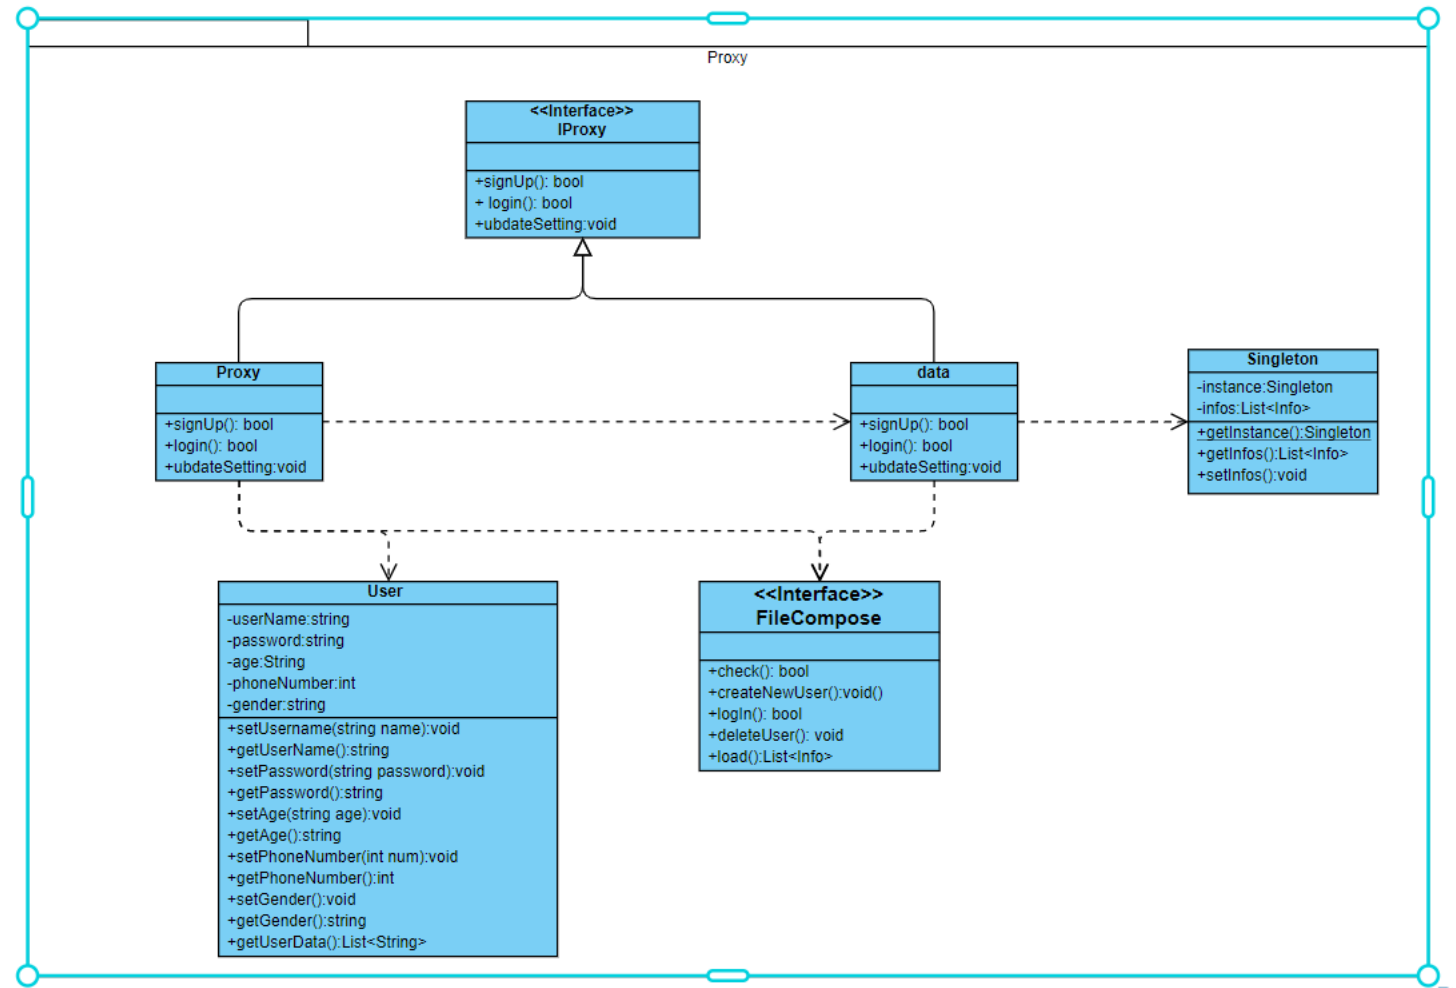 Proxy
<<Interface>>
IProxy
+signUp(): bool
+ login(): bool
+ubdateSetting:void
Proxy
+signUp(): bool
+login(): bool
+ubdateSetting:void
data
+signUp(): bool
+login(): bool
+ubdateSetting:void
Singleton
-instance:Singleton
-infos:List<Info>
+getInstance():Singleton
+getInfos():List<Info>
+setInfos():void
User
-userName:string
-password:string
-age:String
-phoneNumber:int
-gender:string
+setUsername(string name):void
+getUserName():string
+setPassword(string password):void
+getPassword():string
+setAge(string age):void
+getAge():string
+setPhoneNumber(int num):void
+getPhoneNumber():int
+setGender():void
+getGender():string
+getUserData():List<String>
<<Interface>>
FileCompose
+check(): bool
+createNewUser():void()
+logIn(): bool
+deleteUser(): void
+load():List<Info>